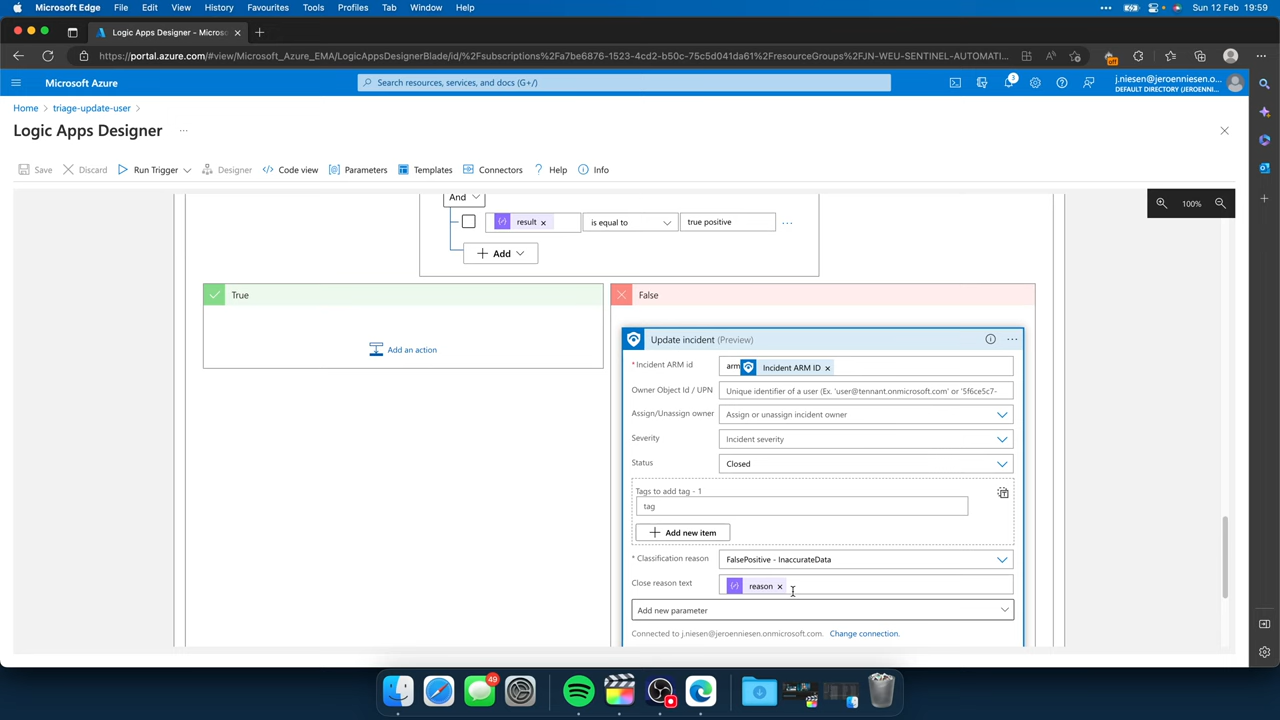 Microsoft Edge File Edit View History Favourites Tools Profiles Tab Window Help Sun 12 Feb 19:59
Logic Apps Designer - Microso
https://portal.azure.com/#view/Microsoft_Azure_EMA/LogicAppsDesignerBlade/id/%2Fsubscriptions%2Fa7be6876-1523-4cd2-b50c-75c5d041da61%2FresourceGroups%2FJN-WEU-SENTINEL-AUTOMATI...
off
Microsoft Azure
Search resources, services, and docs (G+/)
3
j.niesen@jeroenniesen.o...
DEFAULT DIRECTORY (JEROENNI...
Home > triage-update-user >
Logic Apps Designer ...
Save Discard Run Trigger Designer Code view Parameters Templates Connectors Help Info
100%
And
result is equal to true positive ...
Add
True
Add an action
False
Update incident (Preview)
* Incident ARM id arm Incident ARM ID
Owner Object Id / UPN Unique identifier of a user (Ex. 'user@tennant.onmicrosoft.com' or '5f6ce5c7-
Assign/Unassign owner Assign or unassign incident owner
Severity Incident severity
Status Closed
Tags to add tag - 1
tag
Add new item
* Classification reason FalsePositive - InaccurateData
Close reason text reason
Add new parameter
Connected to j.niesen@jeroenniesen.onmicrosoft.com. Change connection.
49